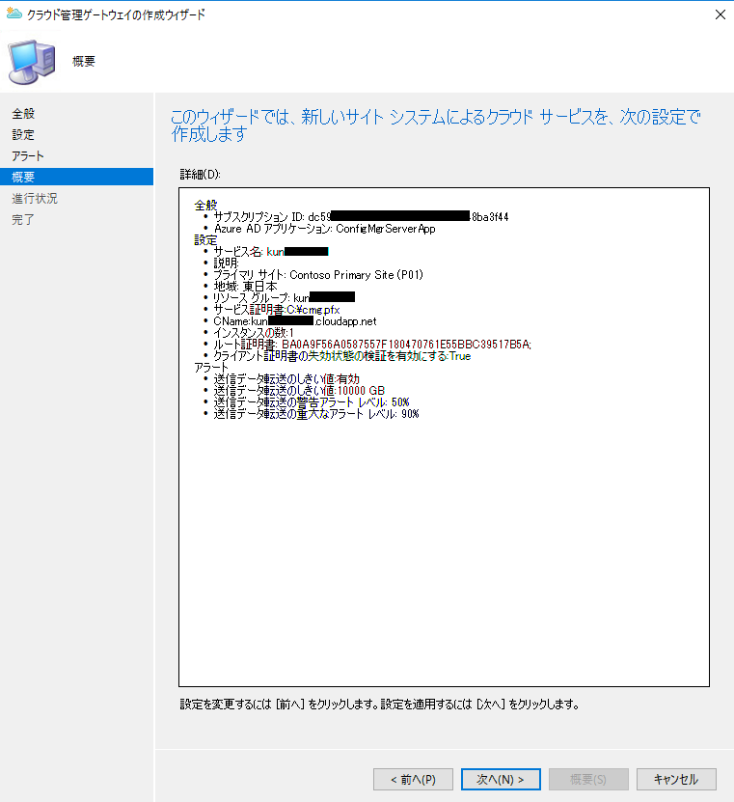 クラウド管理ゲートウェイの作成ウィザード
概要
全般
設定
アラート
概要
進行状況
完了
このウィザードでは、新しいサイト システムによるクラウド サービスを、次の設定で
作成します
詳細(D):
全般
• サブスクリプション ID: dc59 -8ba3f44
• Azure AD アプリケーション: ConfigMgrServerApp
設定
• サービス名: kun
• 説明:
• プライマリ サイト: Contoso Primary Site (P01)
• 地域: 東日本
• リソース グループ: kun
• サービス証明書:C:¥cmg.pfx
• CName:kun .cloudapp.net
• インスタンスの数:1
• ルート証明書: BA0A9F56A0587557F180470761E55BBC39517B5A;
• クライアント証明書の失効状態の検証を有効にする:True
アラート
• 送信データ転送のしきい値:有効
• 送信データ転送のしきい値:10000 GB
• 送信データ転送の警告アラート レベル: 50%
• 送信データ転送の重大なアラート レベル: 90%
設定を変更するには [前へ] をクリックします。設定を適用するには [次へ] をクリックします。
< 前へ(P)
次へ(N) >
概要(S)
キャンセル